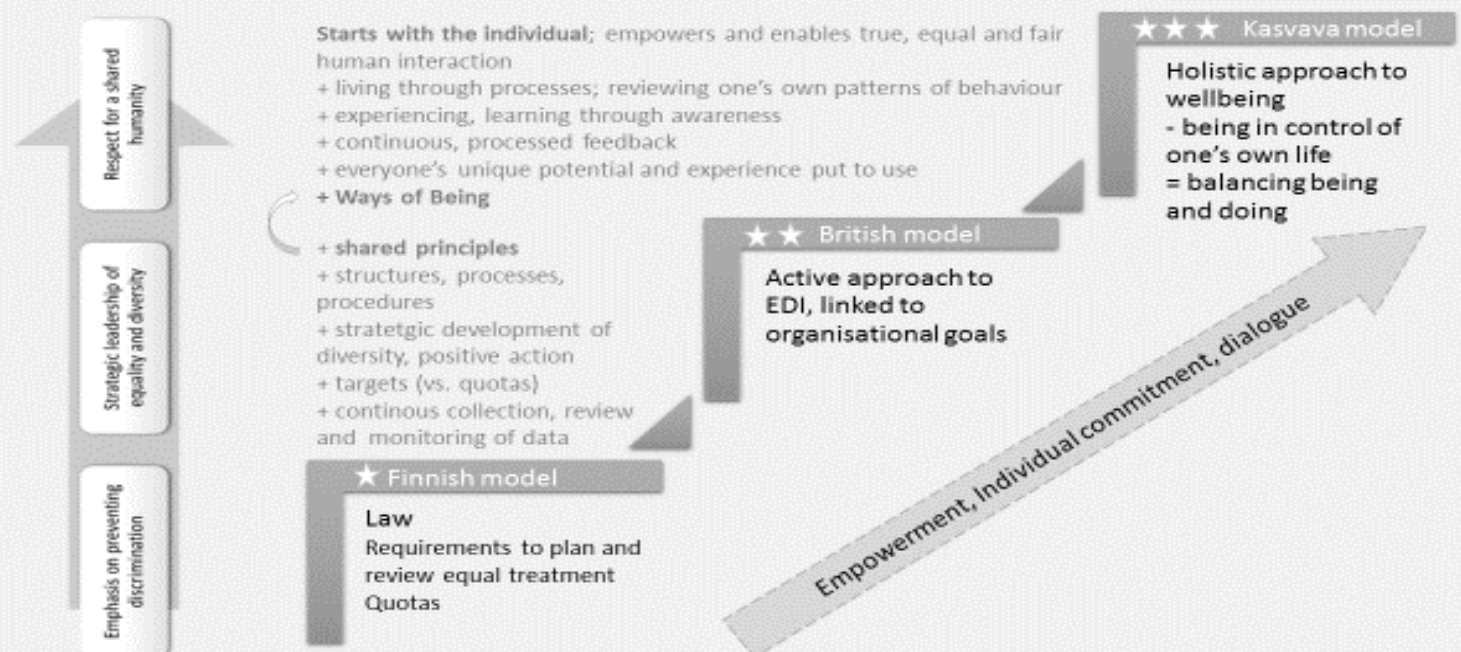 Respect for a shared
humanity
Strategic leadership of
equality and diversity
Emphasis on preventing
discrimination
Starts with the individual; empowers and enables true, equal and fair
human interaction
+ living through processes; reviewing one's own patterns of behaviour
+ experiencing, learning through awareness
+ continuous, processed feedback
+ everyone's unique potential and experience put to use
+ Ways of Being
+ shared principles
+ structures, processes,
procedures
+ stratetgic development of
diversity, positive action
+ targets (vs. quotas)
+ continous collection, review
and monitoring of data
★ Finnish model
Law
Requirements to plan and
review equal treatment
Quotas
★★ British model
Active approach to
EDI, linked to
organisational goals
★★★ Kasvava model
Holistic approach to
wellbeing
- being in control of
one's own life
= balancing being
and doing
Empowerment, Individual commitment, dialogue